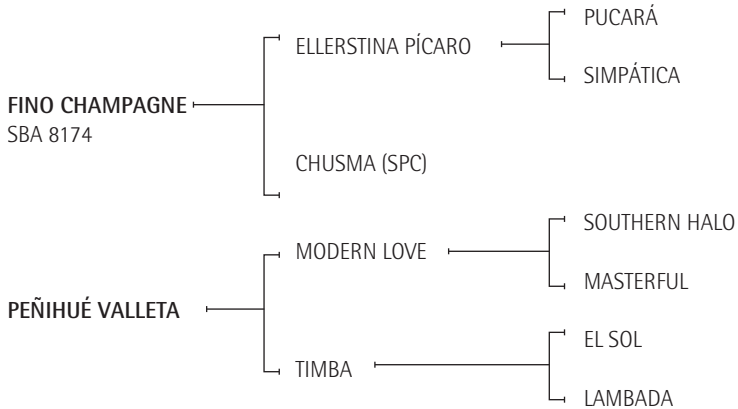 PUCARÁ
ELLERSTINA PÍCARO
SIMPÁTICA
FINO CHAMPAGNE
SBA 8174
CHUSMA (SPC)
SOUTHERN HALO
MODERN LOVE
MASTERFUL
PEÑIHUÉ VALLETA
EL SOL
TIMBA
LAMBADA